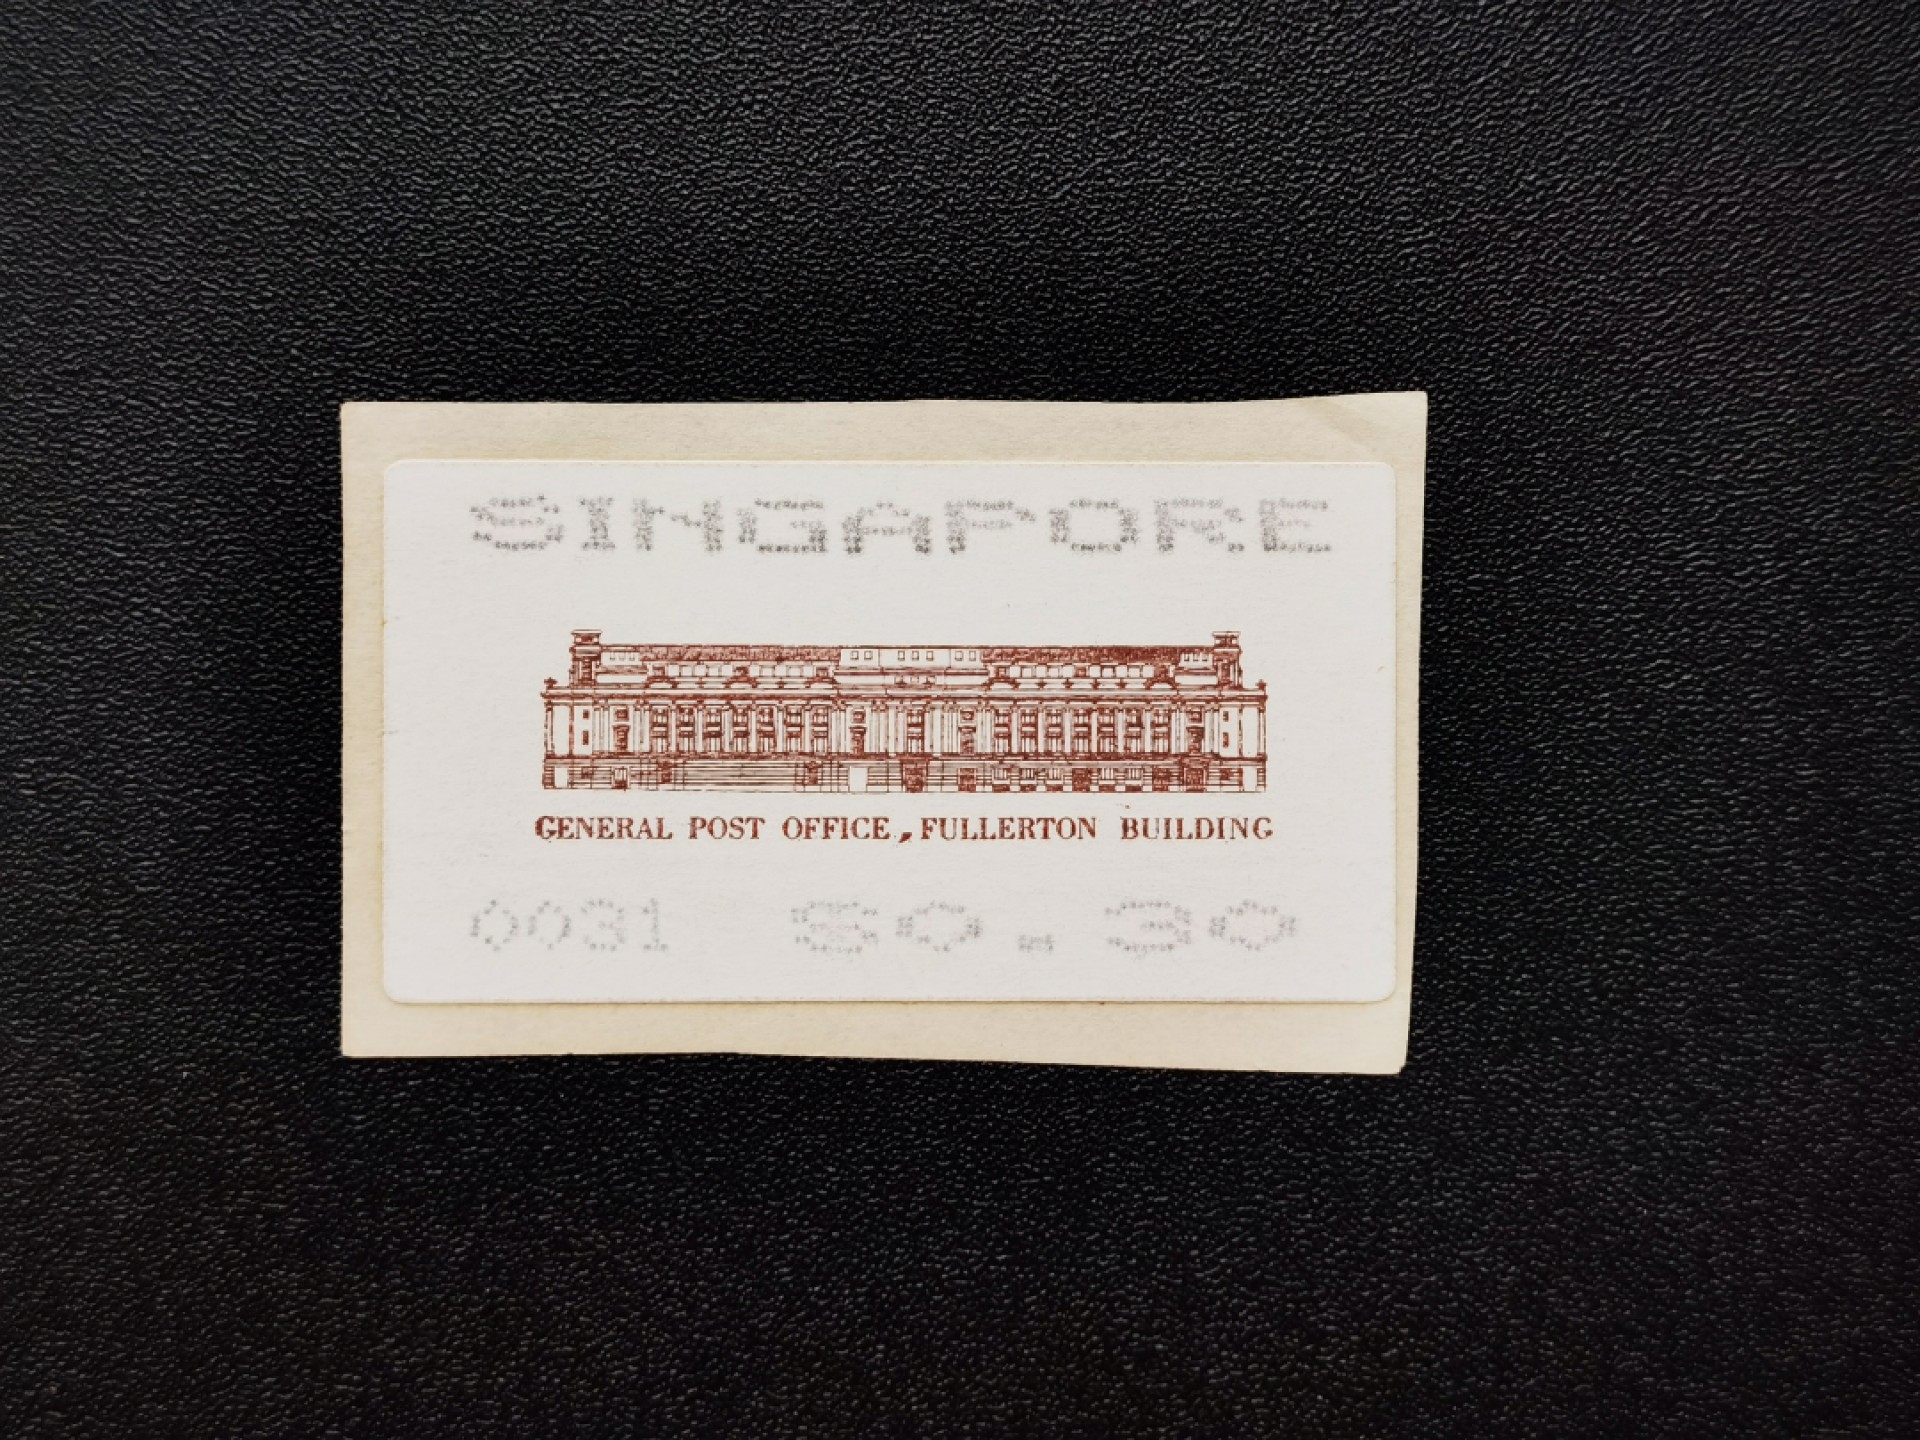 SINGAPORE
GENERAL POST OFFICE, FULLERTON BUILDING
0031 $0.30